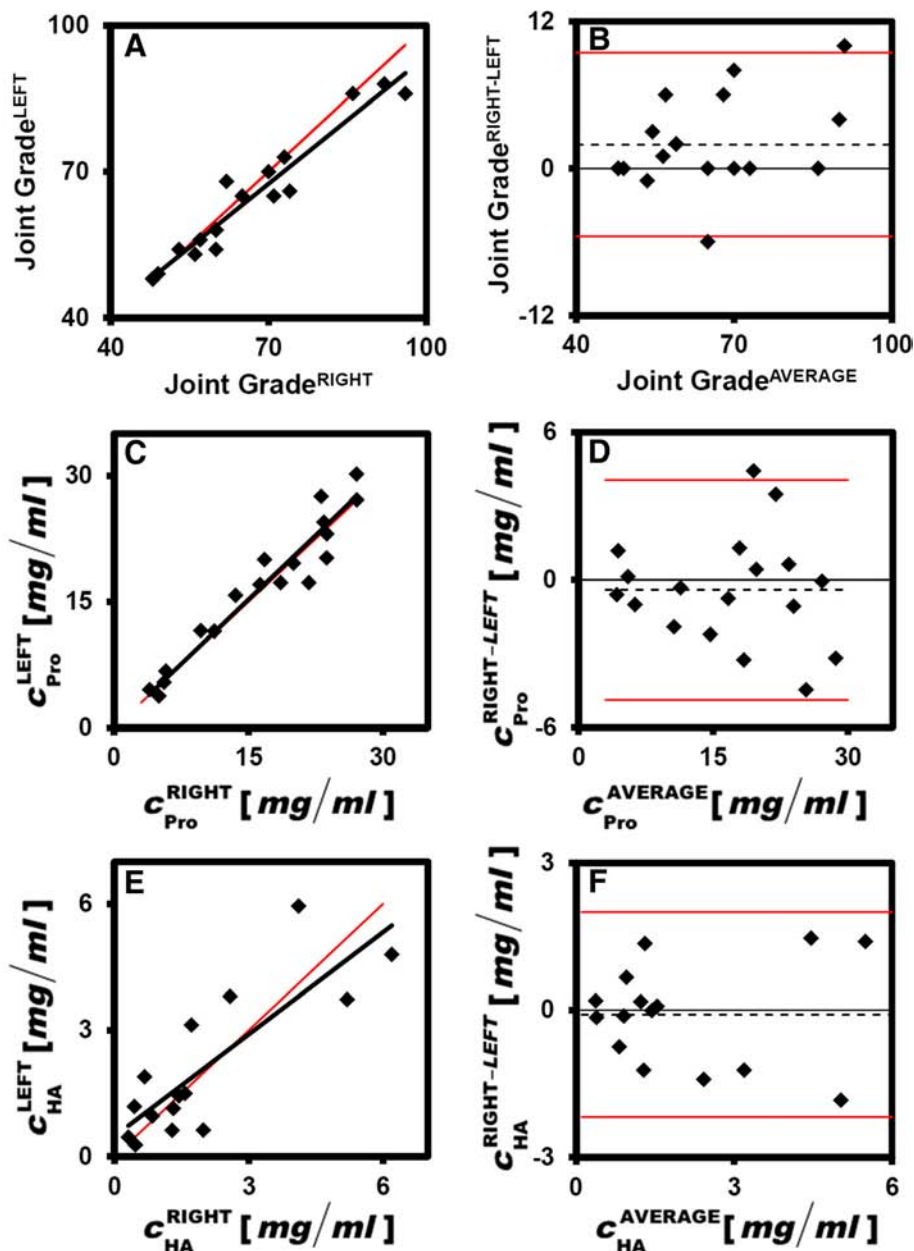 A
100
70
40
40 70 100
Joint Grade^LEFT
Joint Grade^RIGHT
B
12
0
-12
40 70 100
Joint Grade^RIGHT-LEFT
Joint Grade^AVERAGE
C
30
15
0
0 15 30
c_Pro^LEFT [mg/ml]
c_Pro^RIGHT [mg/ml]
D
6
0
-6
0 15 30
c_Pro^RIGHT-LEFT [mg/ml]
c_Pro^AVERAGE [mg/ml]
E
6
3
0
0 3 6
c_HA^LEFT [mg/ml]
c_HA^RIGHT [mg/ml]
F
3
0
-3
0 3 6
c_HA^RIGHT-LEFT [mg/ml]
c_HA^AVERAGE [mg/ml]